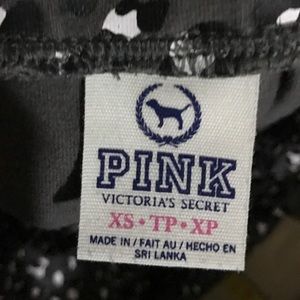 PINK
VICTORIA'S SECRET
XS • TP • XP
MADE IN / FAIT AU / HECHO EN
SRI LANKA